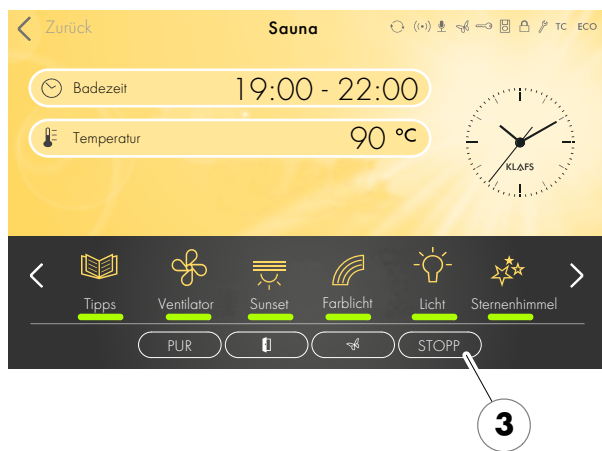 Zurück Sauna TC ECO
Badezeit 19:00 - 22:00
Temperatur 90 °C
KLAFS
Tipps Ventilator Sunset Farblicht Licht Sternenhimmel
PUR STOPP
3